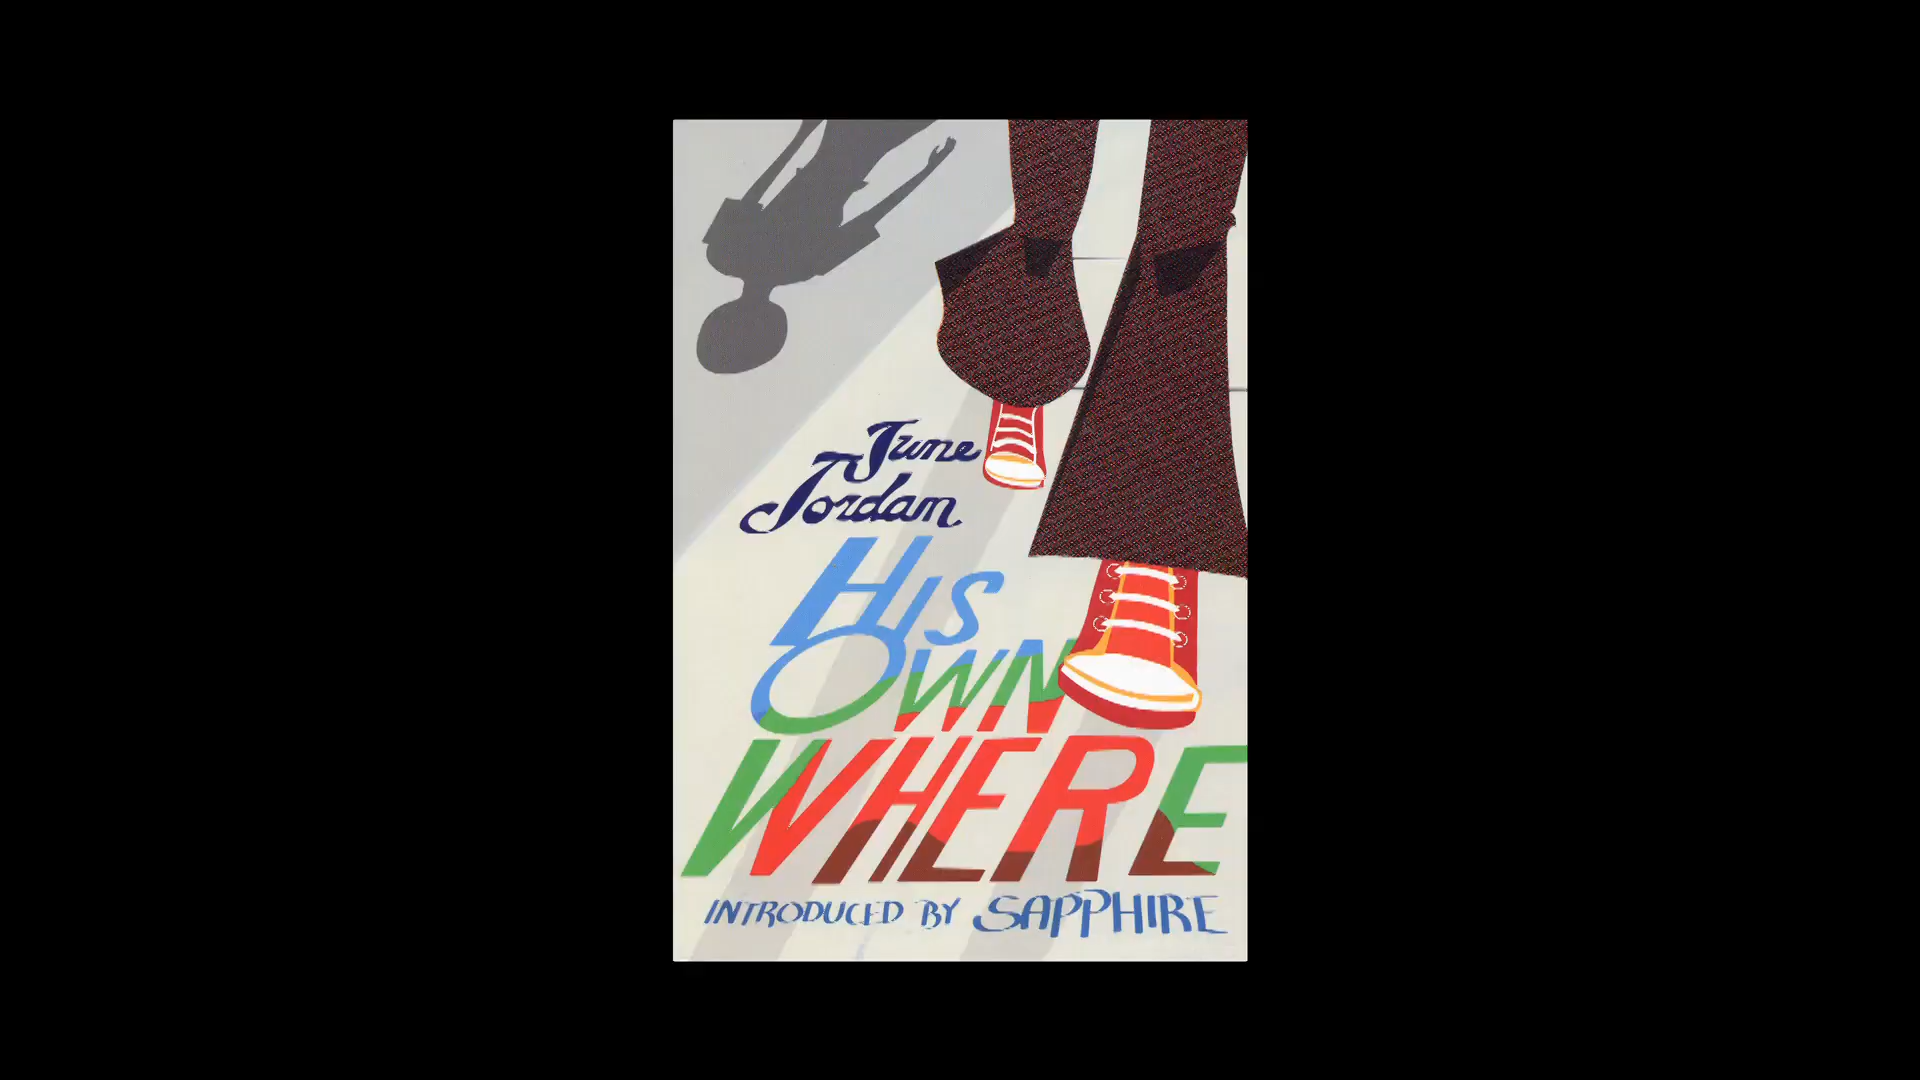 June
Jordan
HIS
OWN
WHERE
INTRODUCED BY SAPPHIRE